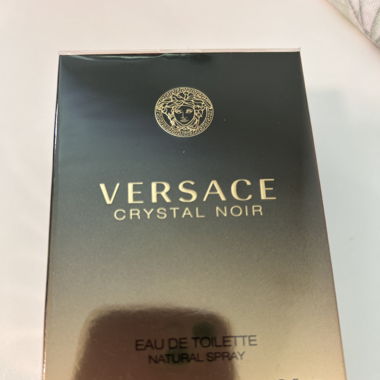 VERSACE
CRYSTAL NOIR
EAU DE TOILETTE
NATURAL SPRAY